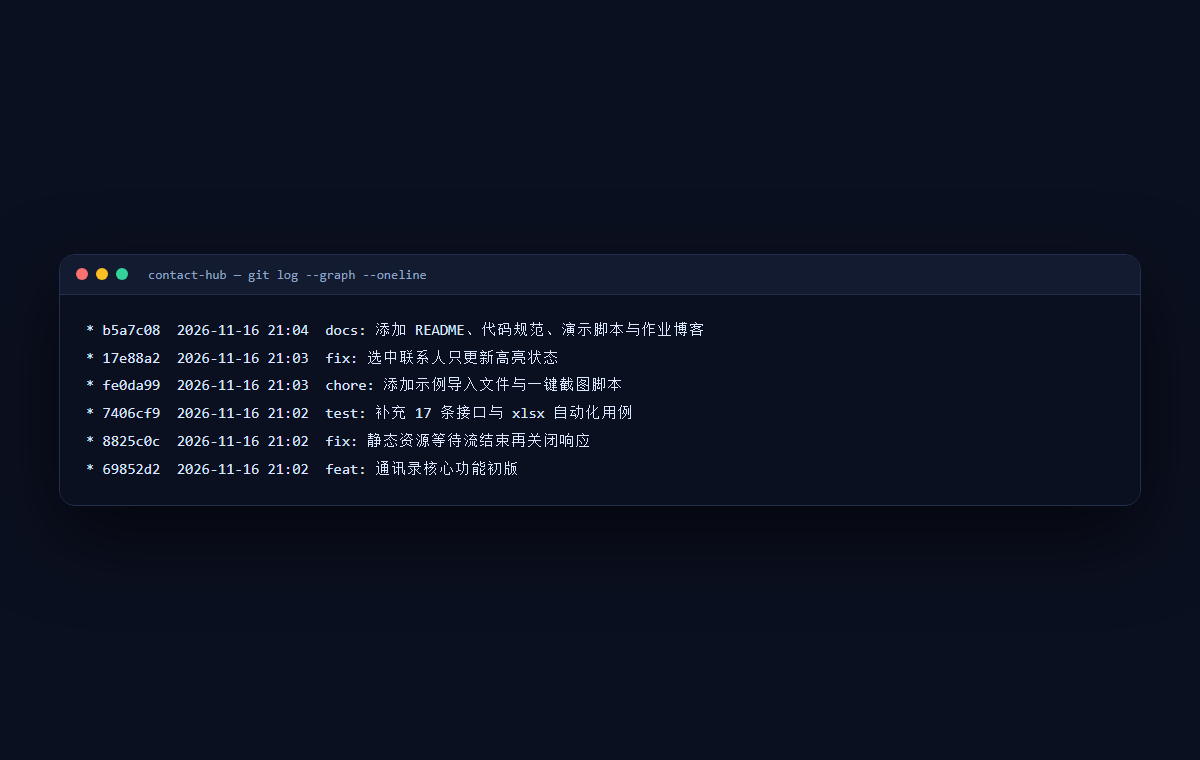 contact-hub — git log --graph --oneline
* b5a7c08  2026-11-16 21:04  docs: 添加 README、代码规范、演示脚本与作业博客
* 17e88a2  2026-11-16 21:03  fix: 选中联系人只更新高亮状态
* fe0da99  2026-11-16 21:03  chore: 添加示例导入文件与一键截图脚本
* 7406cf9  2026-11-16 21:02  test: 补充 17 条接口与 xlsx 自动化用例
* 8825c0c  2026-11-16 21:02  fix: 静态资源等待流结束再关闭响应
* 69852d2  2026-11-16 21:02  feat: 通讯录核心功能初版